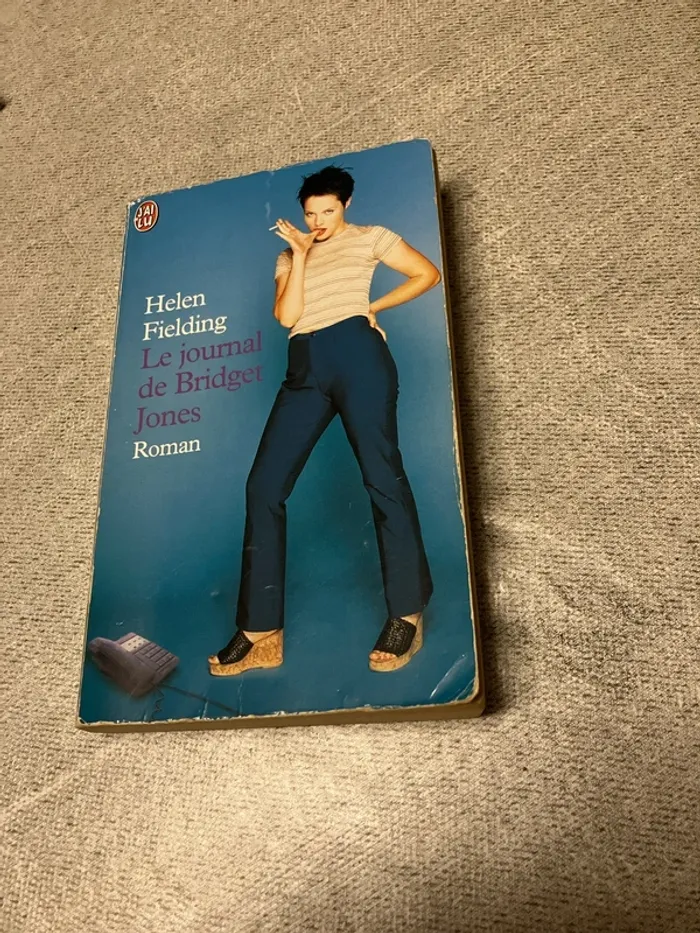 J'AI
LU
Helen
Fielding
Le journal
de Bridget
Jones
Roman